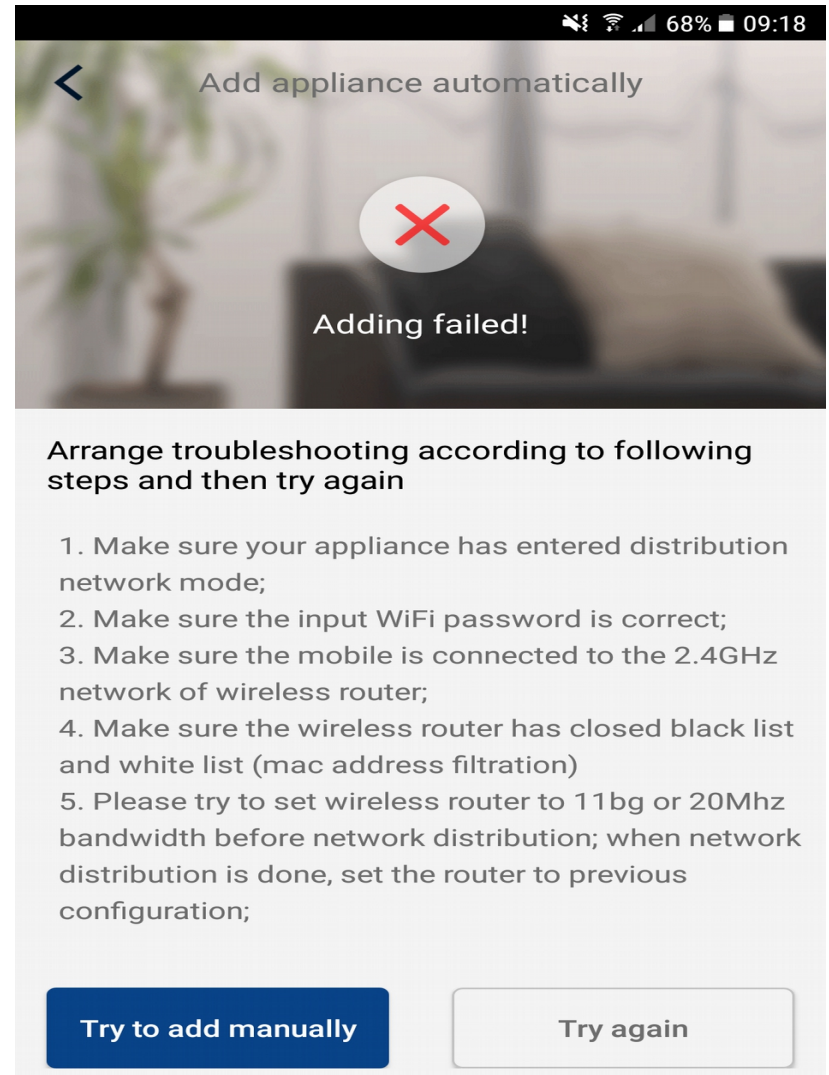 68% 09:18
Add appliance automatically
Adding failed!
Arrange troubleshooting according to following
steps and then try again
1. Make sure your appliance has entered distribution
network mode;
2. Make sure the input WiFi password is correct;
3. Make sure the mobile is connected to the 2.4GHz
network of wireless router;
4. Make sure the wireless router has closed black list
and white list (mac address filtration)
5. Please try to set wireless router to 11bg or 20Mhz
bandwidth before network distribution; when network
distribution is done, set the router to previous
configuration;
Try to add manually
Try again